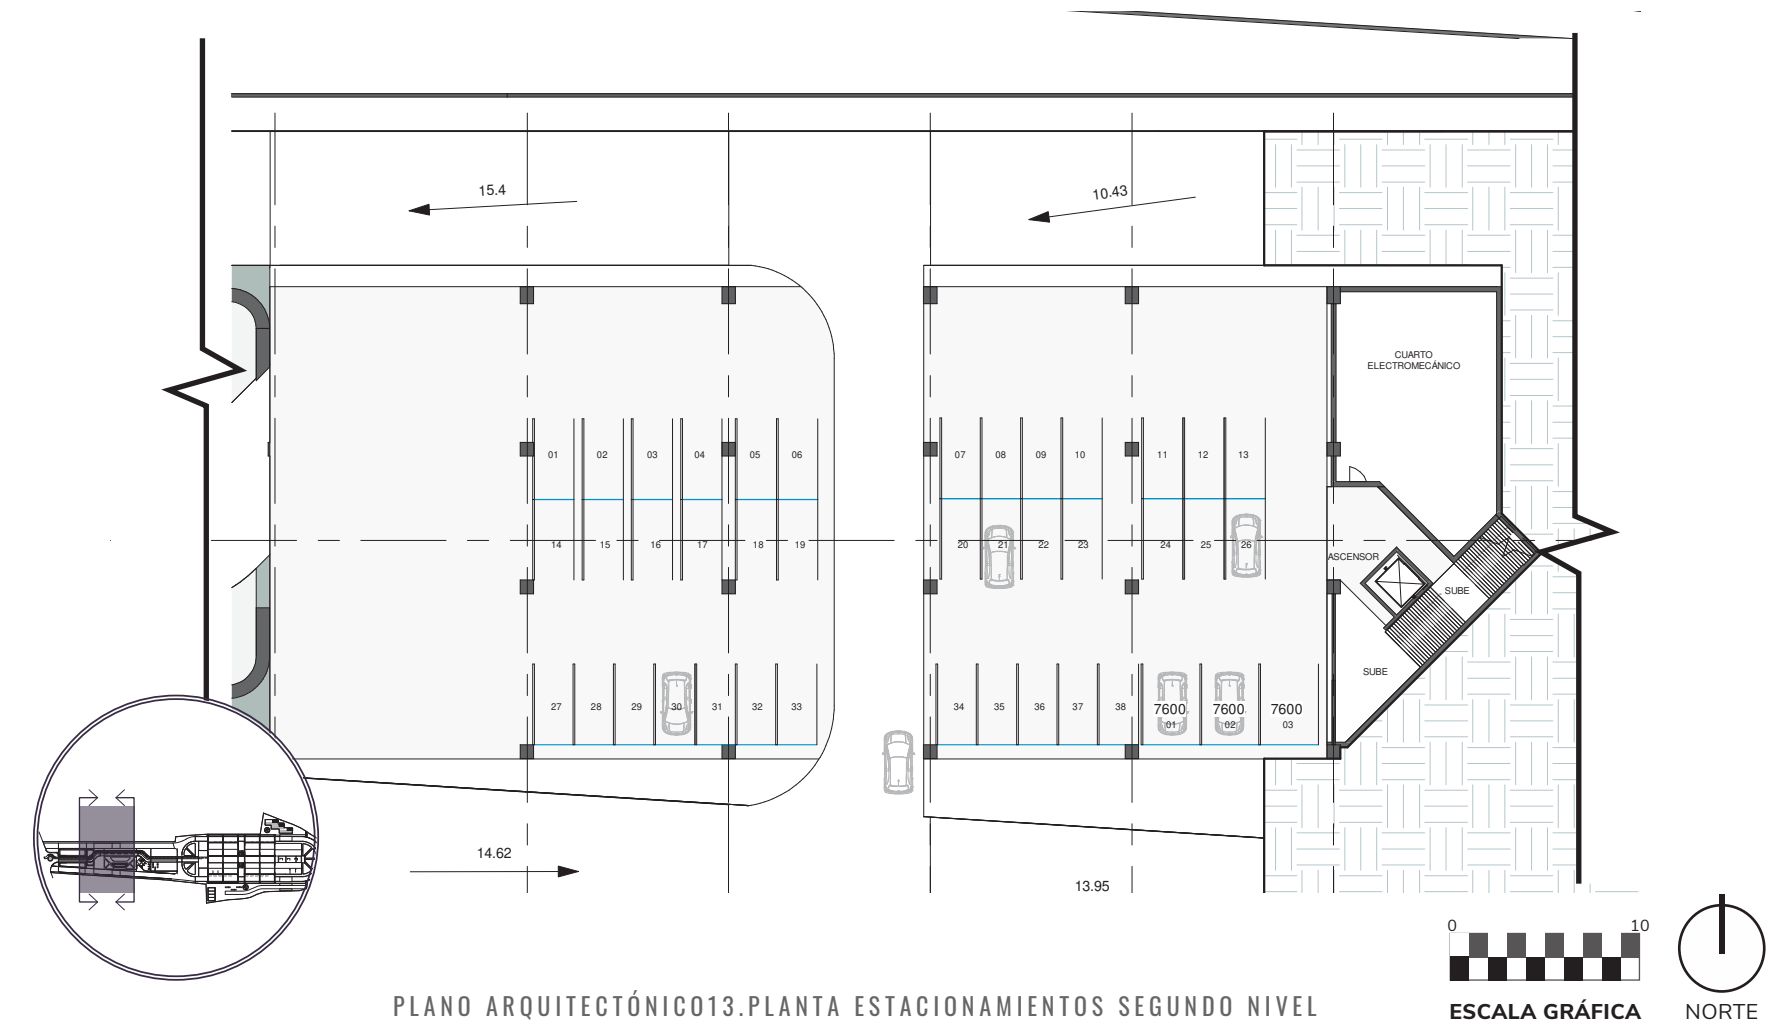 15.4
10.43
CUARTO
ELECTROMECÁNICO
01 02 03 04 05 06 07 08 09 10 11 12 13
14 15 16 17 18 19 20 21 22 23 24 25 26
ASCENSOR
SUBE
SUBE
27 28 29 30 31 32 33 34 35 36 37 38 7600 7600 7600
01 02 03
14.62
13.95
0 10
ESCALA GRÁFICA
NORTE
PLANO ARQUITECTÓNICO13.PLANTA ESTACIONAMIENTOS SEGUNDO NIVEL